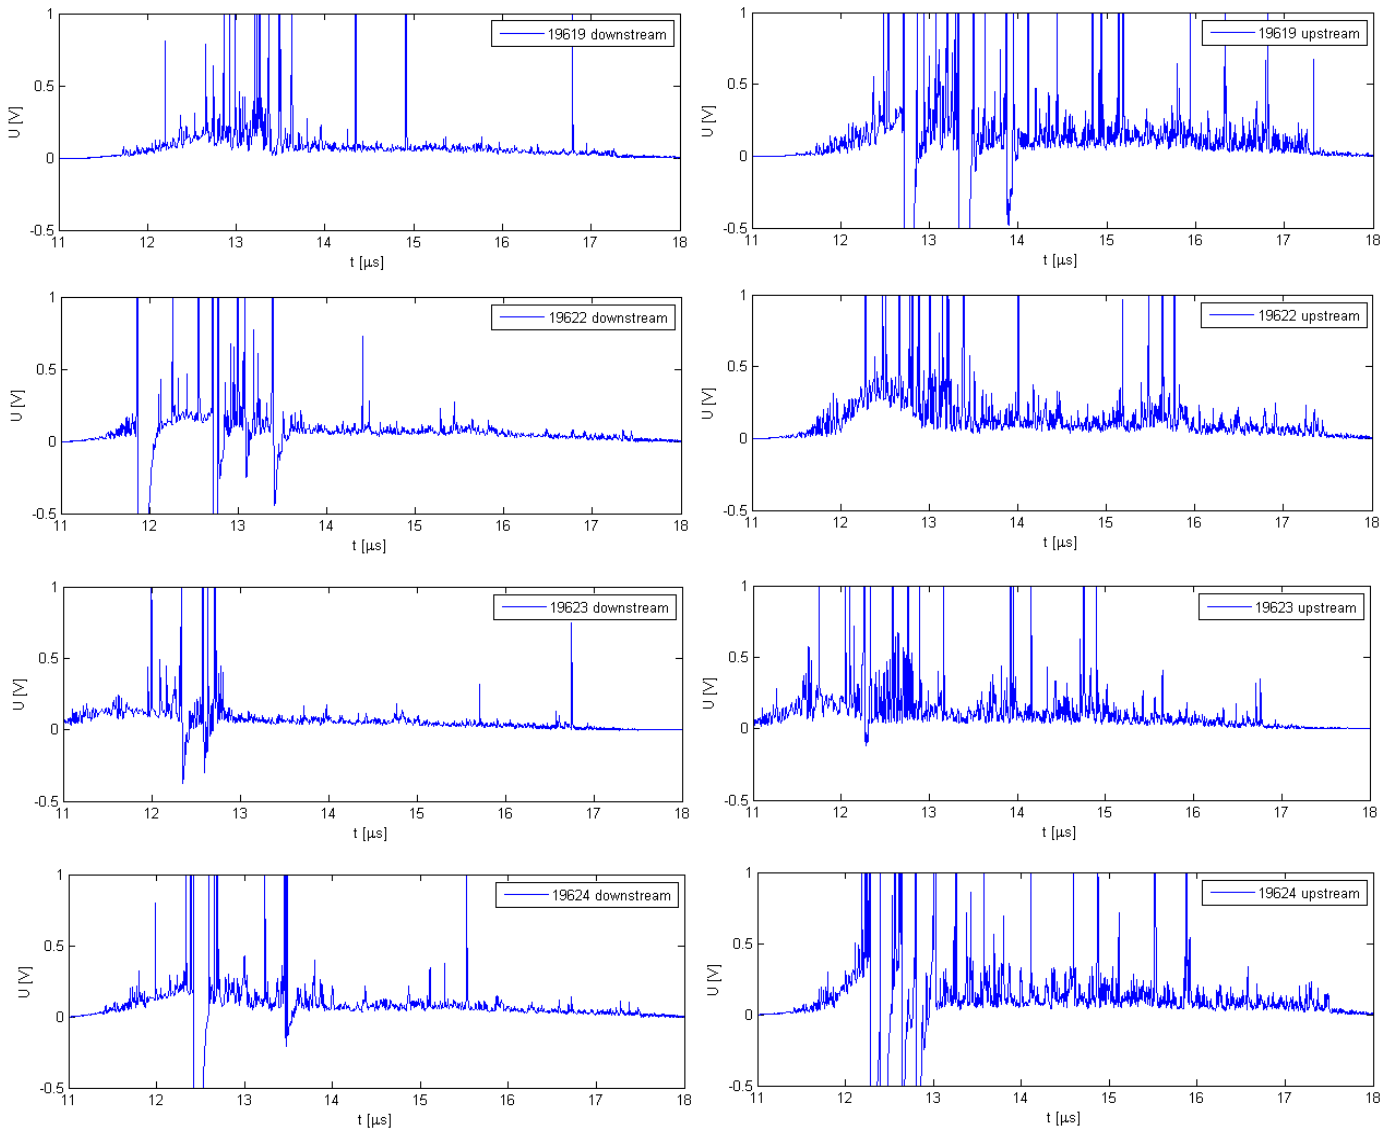 1
0.5
0
-0.5
U [V]
11 12 13 14 15 16 17 18
t [μs]
19619 downstream
1
0.5
0
-0.5
U [V]
11 12 13 14 15 16 17 18
t [μs]
19619 upstream
1
0.5
0
-0.5
U [V]
11 12 13 14 15 16 17 18
t [μs]
19622 downstream
1
0.5
0
-0.5
U [V]
11 12 13 14 15 16 17 18
t [μs]
19622 upstream
1
0.5
0
-0.5
U [V]
11 12 13 14 15 16 17 18
t [μs]
19623 downstream
1
0.5
0
-0.5
U [V]
11 12 13 14 15 16 17 18
t [μs]
19623 upstream
1
0.5
0
-0.5
U [V]
11 12 13 14 15 16 17 18
t [μs]
19624 downstream
1
0.5
0
-0.5
U [V]
11 12 13 14 15 16 17 18
t [μs]
19624 upstream